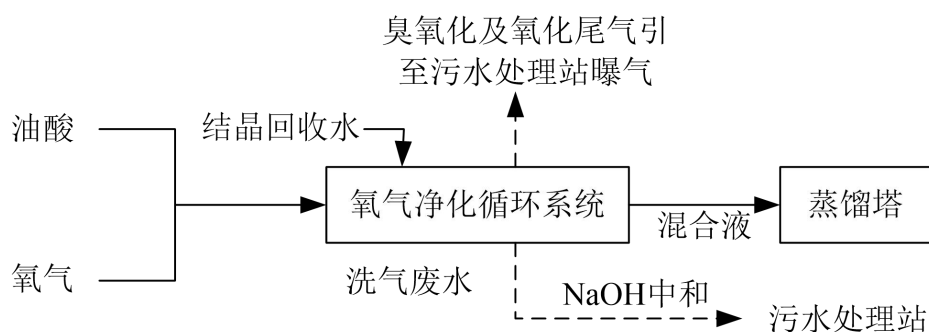 臭氧化及氧化尾气引
至污水处理站曝气
油酸
结晶回收水
氧气净化循环系统
混合液
蒸馏塔
氧气
洗气废水
NaOH中和
污水处理站